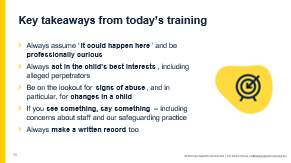 Key takeaways from today's training
Always assume 'it could happen here' and be
professionally curious
Always act in the child's best interests, including
alleged perpetrators
Be on the lookout for signs of abuse, and in
particular, for changes in a child
If you see something, say something – including
concerns about staff and our safeguarding practice
Always make a written record too